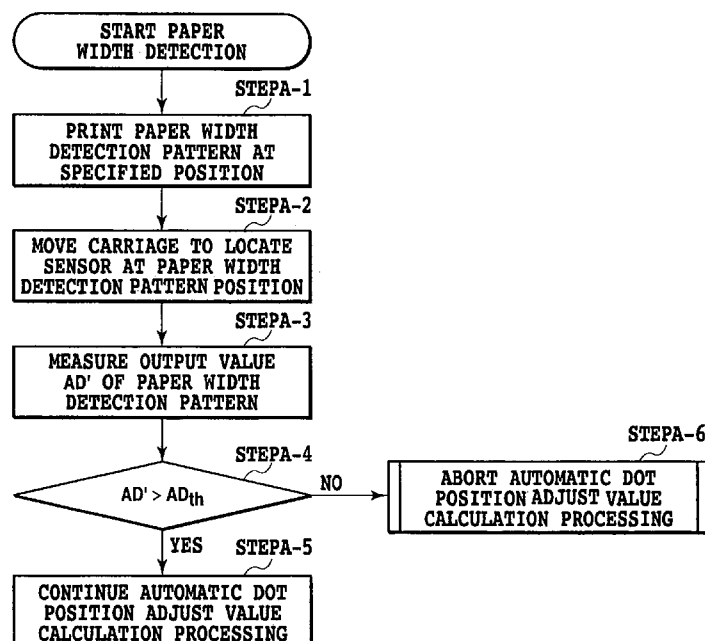 START PAPER
WIDTH DETECTION
STEPA-1
PRINT PAPER WIDTH
DETECTION PATTERN AT
SPECIFIED POSITION
STEPA-2
MOVE CARRIAGE TO LOCATE
SENSOR AT PAPER WIDTH
DETECTION PATTERN POSITION
STEPA-3
MEASURE OUTPUT VALUE
AD' OF PAPER WIDTH
DETECTION PATTERN
STEPA-4
AD' > ADth
NO
STEPA-6
ABORT AUTOMATIC DOT
POSITION ADJUST VALUE
CALCULATION PROCESSING
YES
STEPA-5
CONTINUE AUTOMATIC DOT
POSITION ADJUST VALUE
CALCULATION PROCESSING